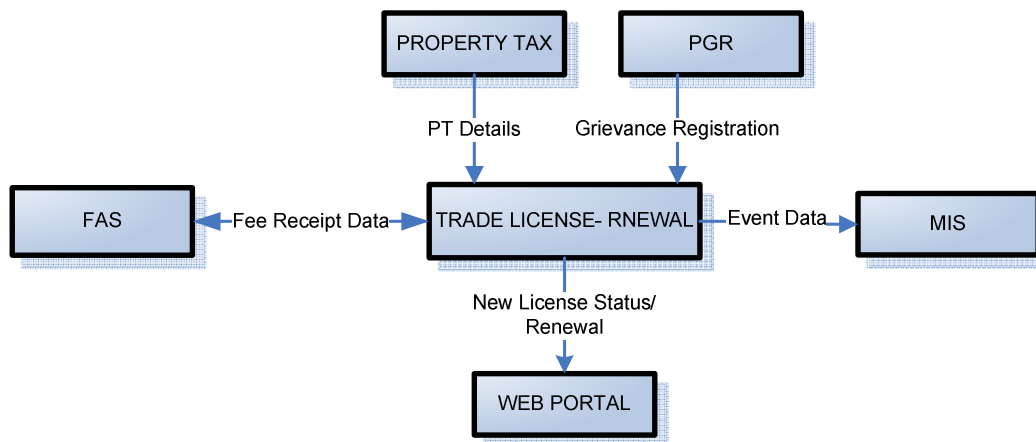 PROPERTY TAX
PGR
PT Details
Grievance Registration
FAS
Fee Receipt Data
TRADE LICENSE- RNEWAL
Event Data
MIS
New License Status/
Renewal
WEB PORTAL